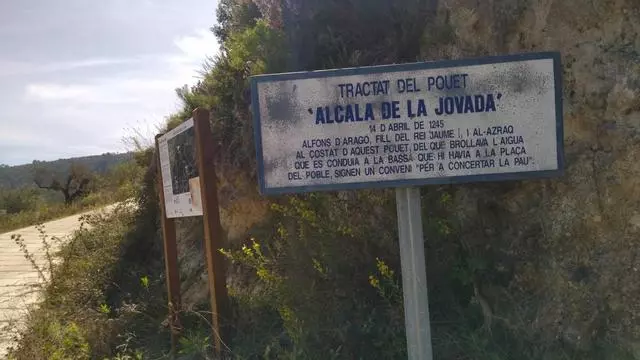 TRACTAT DEL POUET
"ALCALA DE LA JOVADA"
14 D'ABRIL DE 1245
ALFONS D'ARAGÓ, FILL DEL REI JAUME I, I AL-AZRAQ
AL COSTAT D'AQUEST POUET, DEL QUE BROLLAVA L'AIGUA
QUE ES CONDUIA A LA BASSA QUE HI HAVIA A LA PLAÇA
DEL POBLE, SIGNEN UN CONVENI "PER A CONCERTAR LA PAU".